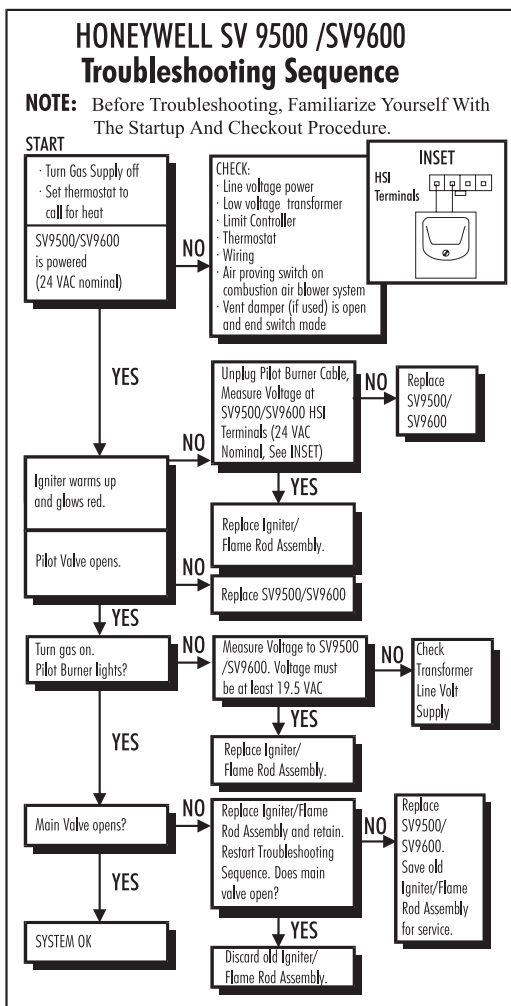 HONEYWELL SV 9500 /SV9600
Troubleshooting Sequence
NOTE: Before Troubleshooting, Familiarize Yourself With
The Startup And Checkout Procedure.
START
· Turn Gas Supply off
· Set thermostat to
call for heat
SV9500/SV9600
is powered
(24 VAC nominal)
NO
CHECK:
· Line voltage power
· Low voltage transformer
· Limit Controller
· Thermostat
· Wiring
· Air proving switch on
combustion air blower system
· Vent damper (if used) is open
and end switch made
INSET
HSI
Terminals
YES
Igniter warms up
and glows red.
NO
Unplug Pilot Burner Cable,
Measure Voltage at
SV9500/SV9600 HSI
Terminals (24 VAC
Nominal, See INSET)
NO
Replace
SV9500/
SV9600
YES
Replace Igniter/
Flame Rod Assembly.
Pilot Valve opens.
NO
Replace SV9500/SV9600
YES
Turn gas on.
Pilot Burner lights?
NO
Measure Voltage to SV9500
/SV9600. Voltage must
be at least 19.5 VAC
NO
Check
Transformer
Line Volt
Supply
YES
Replace Igniter/
Flame Rod Assembly.
YES
Main Valve opens?
NO
Replace Igniter/Flame
Rod Assembly and retain.
Restart Troubleshooting
Sequence. Does main
valve open?
NO
Replace
SV9500/
SV9600.
Save old
Igniter/Flame
Rod Assembly
for service.
YES
Discard old Igniter/
Flame Rod Assembly.
YES
SYSTEM OK